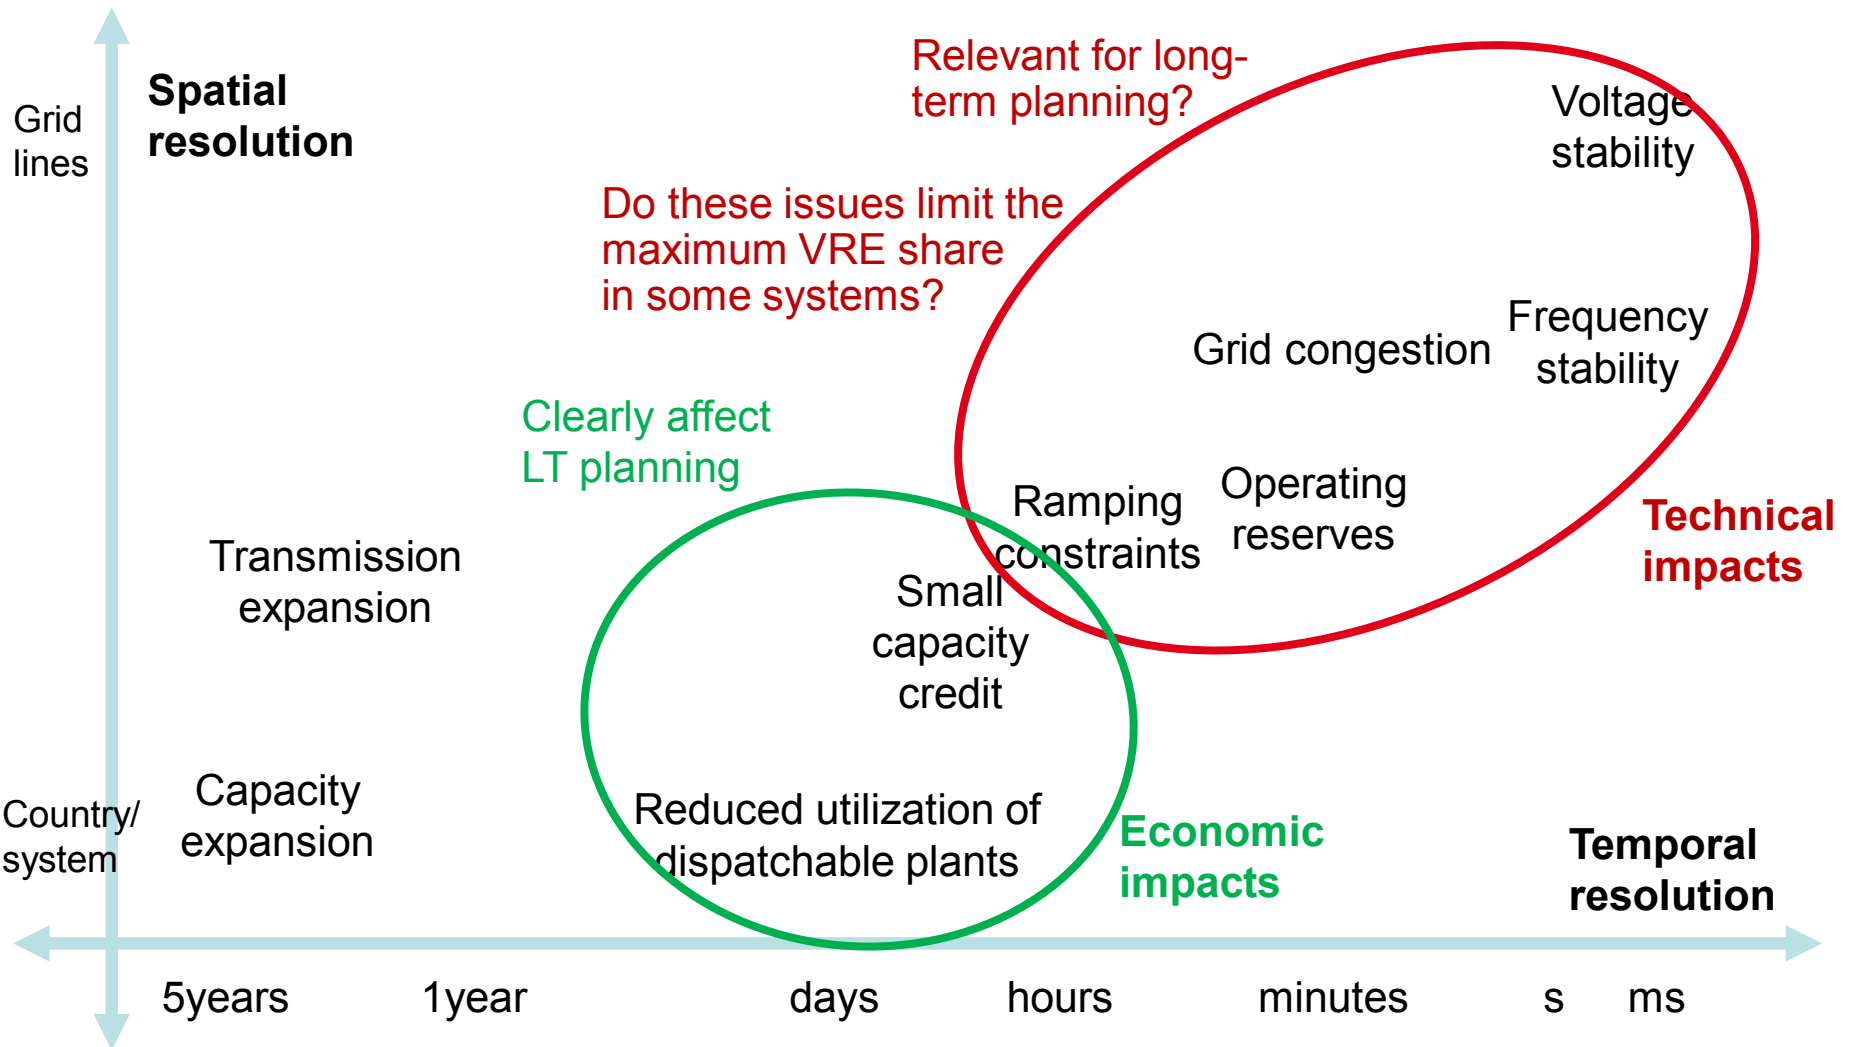 Spatial
resolution
Grid
lines
Relevant for long-
term planning?
Voltage
stability
Do these issues limit the
maximum VRE share
in some systems?
Frequency
stability
Grid congestion
Clearly affect
LT planning
Ramping
constraints
Operating
reserves
Technical
impacts
Transmission
expansion
Small
capacity
credit
Capacity
expansion
Country/
system
Reduced utilization of
dispatchable plants
Economic
impacts
Temporal
resolution
5years 1year days hours minutes s ms